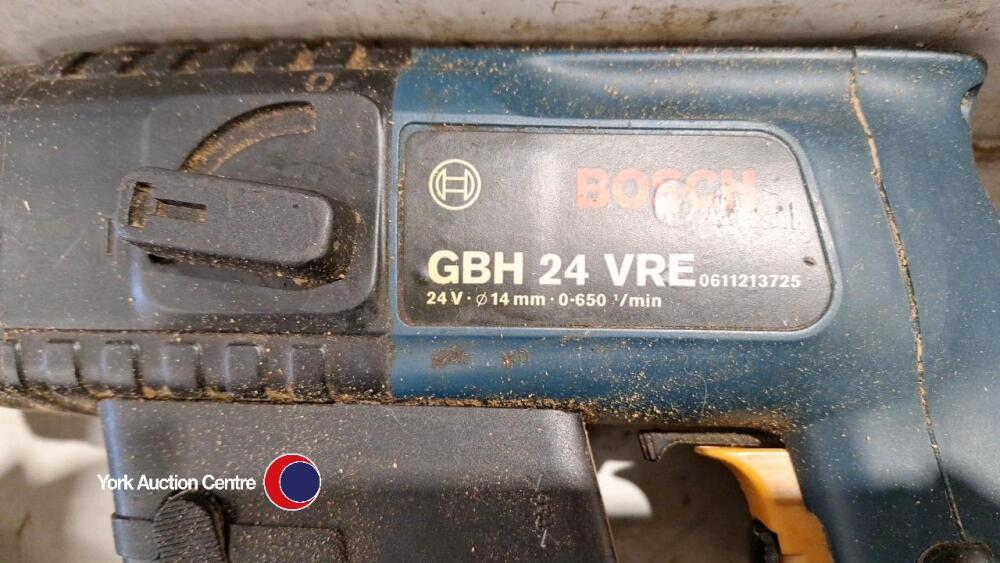 BOSCH
GBH 24 VRE 0611213725
24 V · ⌀ 14 mm · 0-650 ¹/min
York Auction Centre